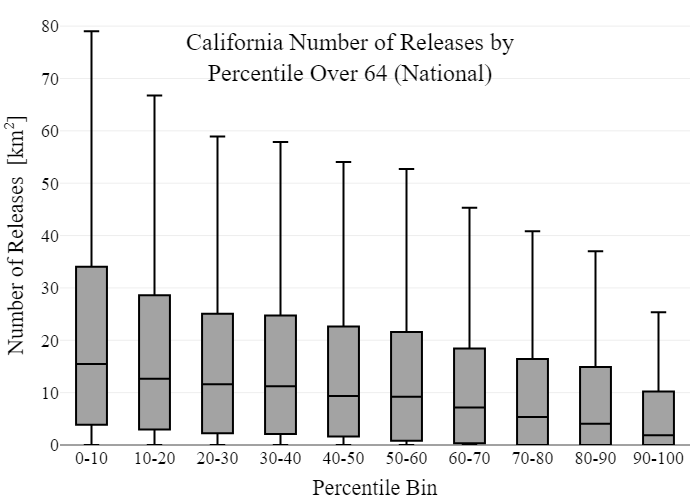 California Number of Releases by
Percentile Over 64 (National)
Number of Releases [km²]
80
70
60
50
40
30
20
10
0
0-10 10-20 20-30 30-40 40-50 50-60 60-70 70-80 80-90 90-100
Percentile Bin